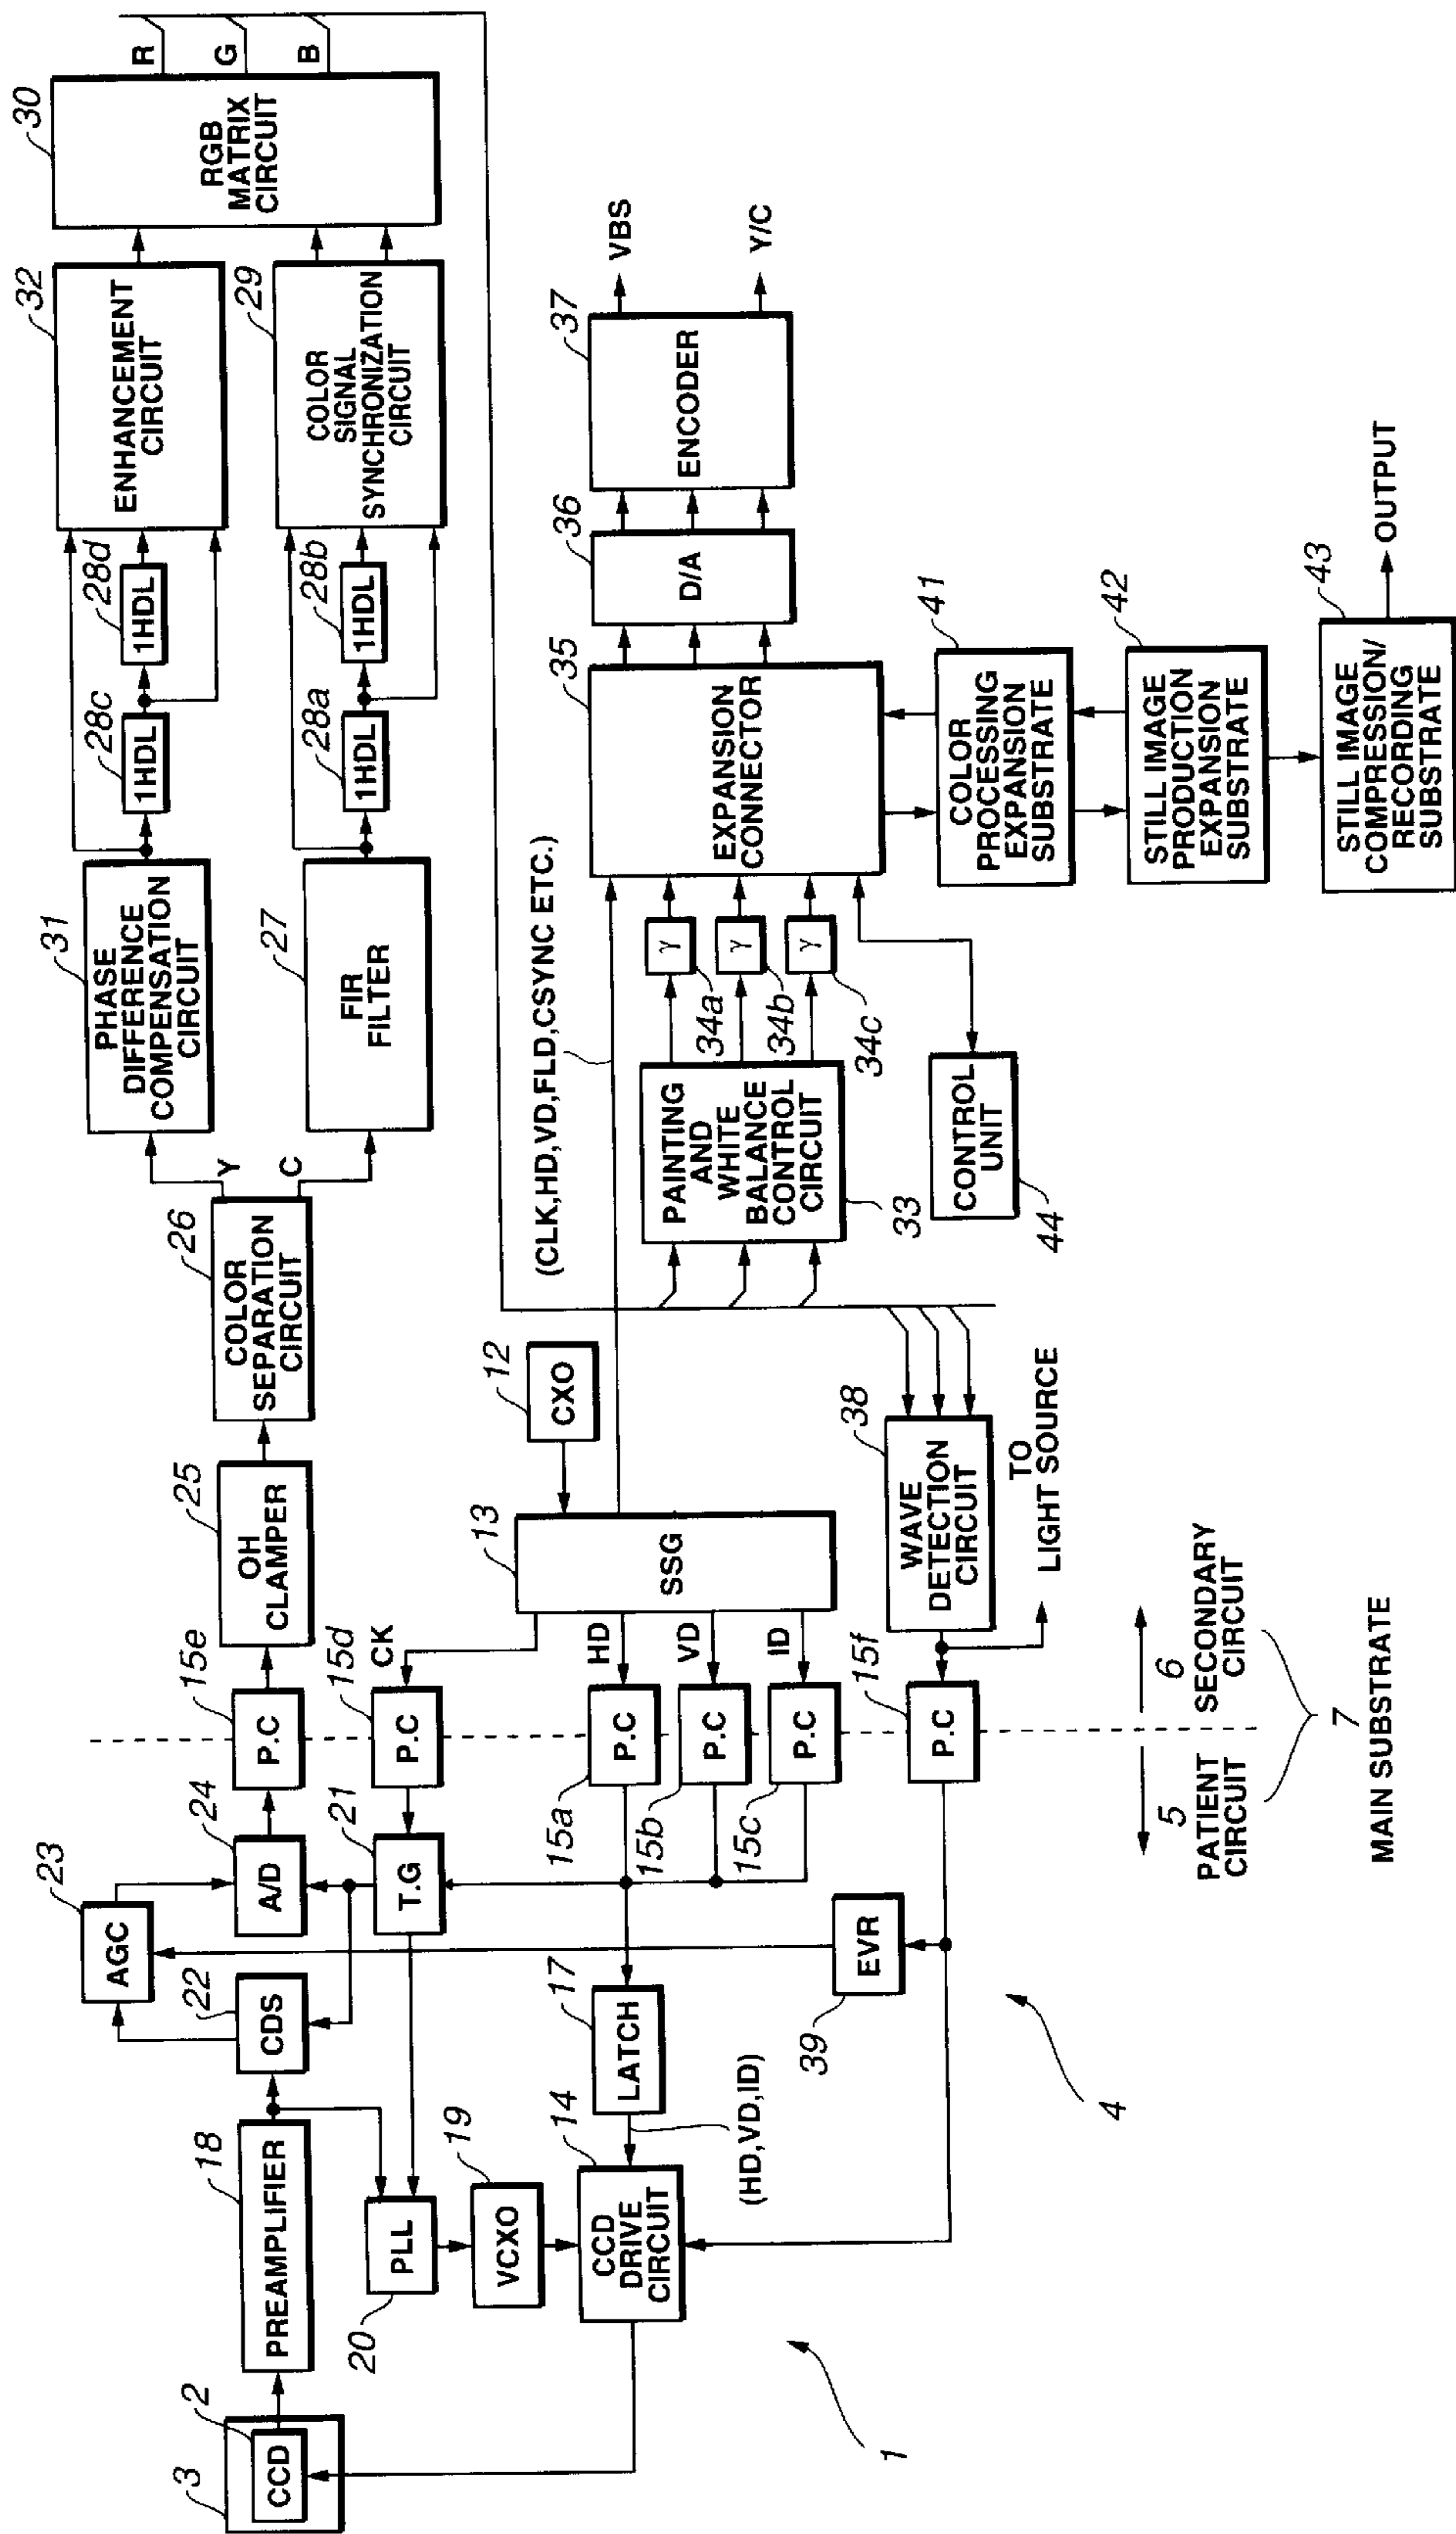 3
2
CCD
18
PREAMPLIFIER
22
CDS
23
AGC
24
A/D
15e
P.C
25
OH
CLAMPER
26
COLOR
SEPARATION
CIRCUIT
Y
C
31
PHASE
DIFFERENCE
COMPENSATION
CIRCUIT
28c
1HDL
28d
1HDL
32
ENHANCEMENT
CIRCUIT
27
FIR
FILTER
28a
1HDL
28b
1HDL
29
COLOR
SIGNAL
SYNCHRONIZATION
CIRCUIT
30
RGB
MATRIX
CIRCUIT
R
G
B
20
PLL
19
VCXO
14
CCD
DRIVE
CIRCUIT
(HD,VD,ID)
17
LATCH
21
T.G
15d
P.C
CK
15a
P.C
HD
15b
P.C
VD
15c
P.C
ID
13
SSG
12
CXO
(CLK,HD,VD,FLD,CSYNC ETC.)
39
EVR
15f
P.C
38
WAVE
DETECTION
CIRCUIT
TO
LIGHT SOURCE
33
PAINTING
AND
WHITE
BALANCE
CONTROL
CIRCUIT
γ
34a
γ
34b
γ
34c
44
CONTROL
UNIT
35
EXPANSION
CONNECTOR
36
D/A
37
ENCODER
VBS
Y/C
41
COLOR
PROCESSING
EXPANSION
SUBSTRATE
42
STILL IMAGE
PRODUCTION
EXPANSION
SUBSTRATE
43
STILL IMAGE
COMPRESSION/
RECORDING
SUBSTRATE
OUTPUT
1
4
5
PATIENT
CIRCUIT
6
SECONDARY
CIRCUIT
7
MAIN SUBSTRATE